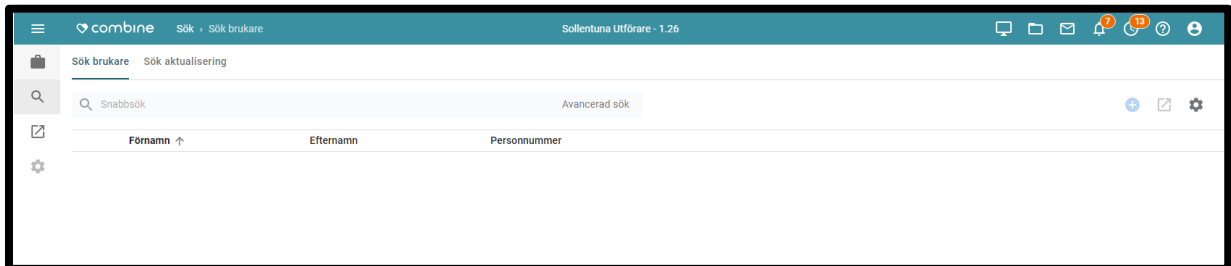 combine Sök › Sök brukare Sollentuna Utförare - 1.26 7 13
Sök brukare Sök aktualisering
Snabbsök Avancerad sök
Förnamn ↑ Efternamn Personnummer